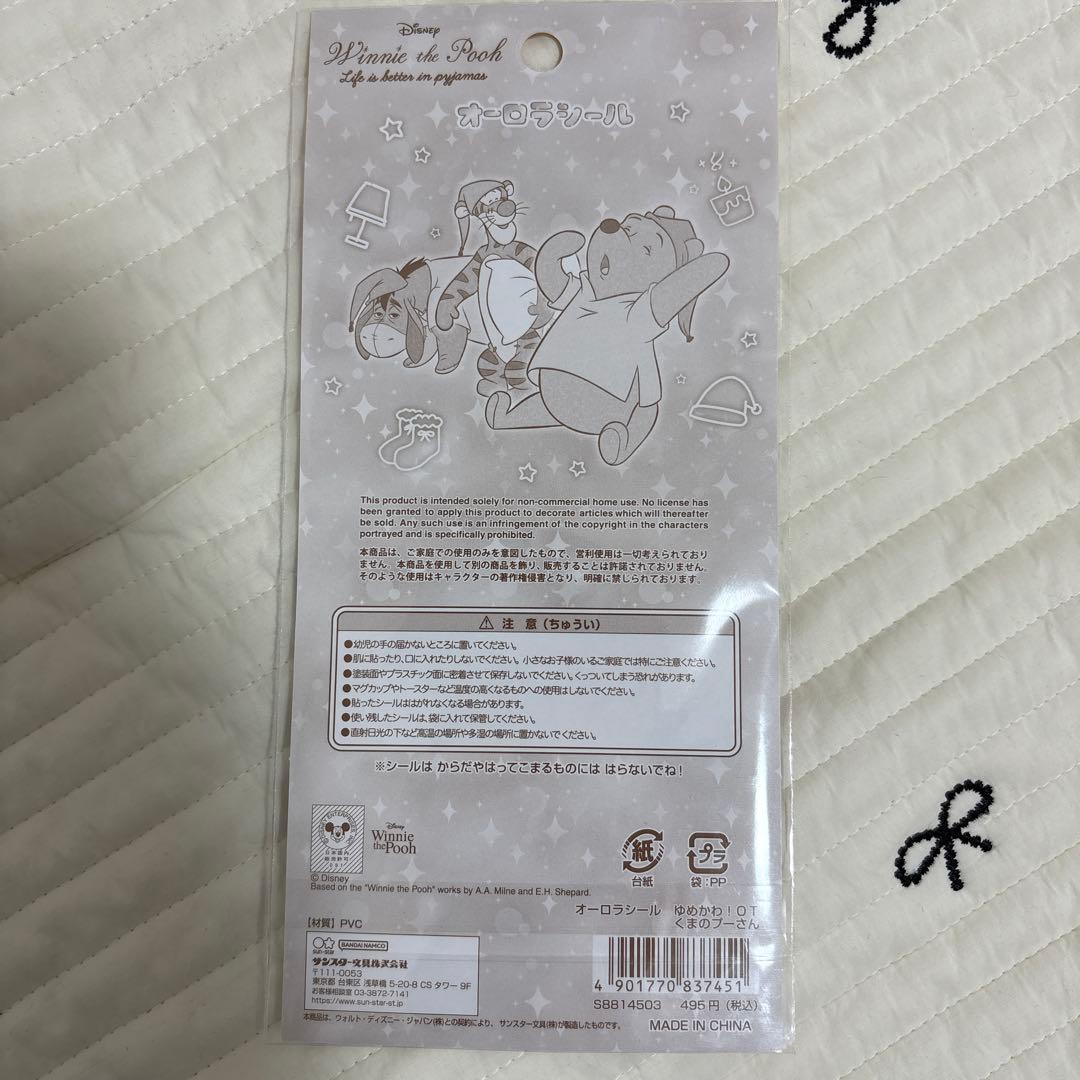 Disney
Winnie the Pooh
Life is better in pyjamas
オーロラシール
This product is intended solely for non-commercial home use. No license has
been granted to apply this product to decorate articles which will thereafter
be sold. Any such use is an infringement of the copyright in the characters
portrayed and is specifically prohibited.
本商品は、ご家庭での使用のみを意図したもので、営利使用は一切考えられており
ません。本商品を使用して別の商品を飾り、販売することは許諾されておりません。
そのような使用はキャラクターの著作権侵害となり、明確に禁じられております。
⚠ 注 意(ちゅうい)
●幼児の手の届かないところに置いてください。
●肌に貼ったり、口に入れたりしないでください。小さなお子様のいるご家庭では特にご注意ください。
●塗装面やプラスチック面に密着させて保存しないでください。くっついてしまう恐れがあります。
●マグカップやトースターなど温度の高くなるものへの使用はしないでください。
●貼ったシールははがれなくなる場合があります。
●使い残したシールは、袋に入れて保管してください。
●直射日光の下など高温の場所や多湿の場所に置かないでください。
※シールは からだやはってこまるものには はらないでね!
日本国内
販売許可
Disney
Winnie
the Pooh
紙
台紙
プラ
袋:PP
© Disney
Based on the "Winnie the Pooh" works by A.A. Milne and E.H. Shepard.
オーロラシール ゆめかわ!OT
くまのプーさん
【材質】PVC
sun-star
BANDAI NAMCO
サンスター文具株式会社
〒111-0053
東京都 台東区 浅草橋 5-20-8 CS タワー 9F
お客様相談室 03-3872-7141
https://www.sun-star-st.jp
4 901770 837451
S8814503 495円(税込)
本商品は、ウォルト・ディズニー・ジャパン(株)との契約により、サンスター文具(株)が製造したものです。
MADE IN CHINA